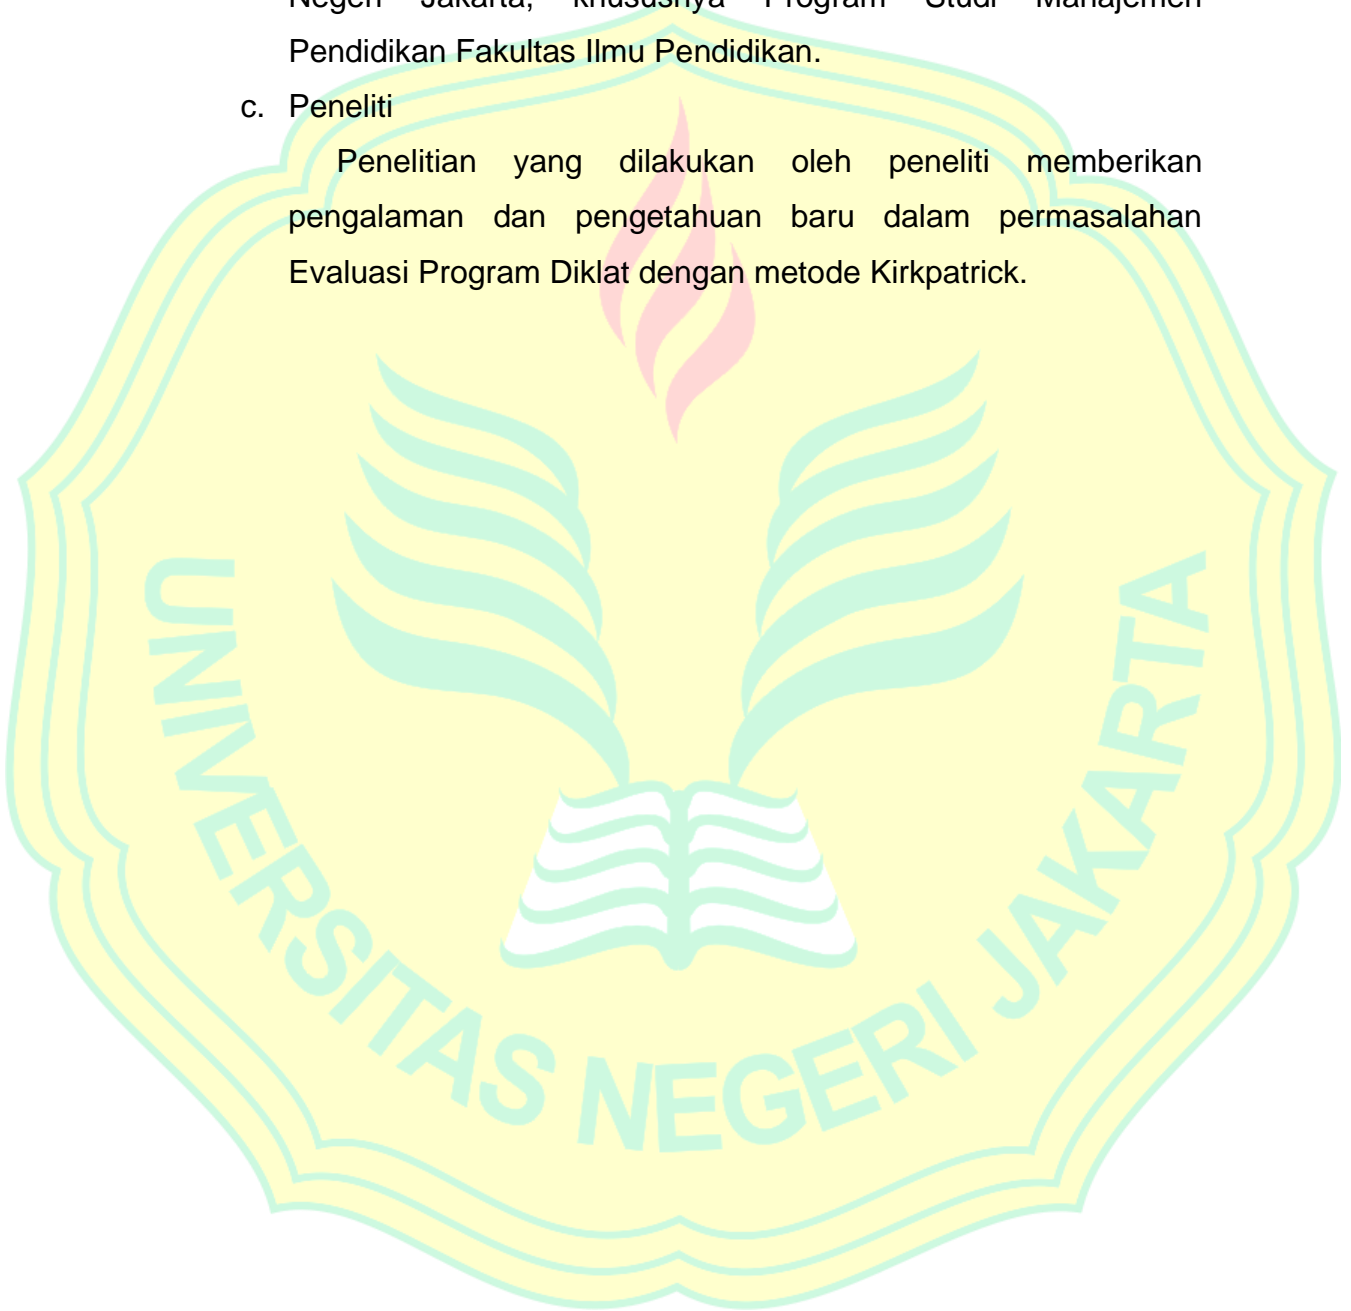 Negeri Jakarta, khususnya Program Studi Manajemen
Pendidikan Fakultas Ilmu Pendidikan.
c. Peneliti
Penelitian yang dilakukan oleh peneliti memberikan
pengalaman dan pengetahuan baru dalam permasalahan
Evaluasi Program Diklat dengan metode Kirkpatrick.
UNIVERSITAS NEGERI JAKARTA